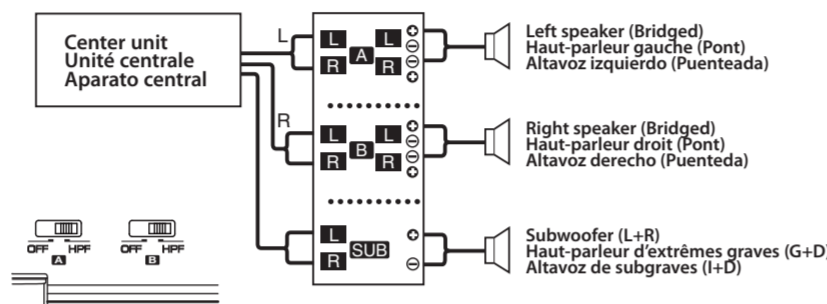 Center unit
Unité centrale
Aparato central
L
R
L L
A
R R
L L
B
R R
L
SUB
R
Left speaker (Bridged)
Haut-parleur gauche (Pont)
Altavoz izquierdo (Puenteada)
Right speaker (Bridged)
Haut-parleur droit (Pont)
Altavoz derecho (Puenteda)
Subwoofer (L+R)
Haut-parleur d’extrêmes graves (G+D)
Altavoz de subgraves (I+D)
OFF HPF
A
OFF HPF
B